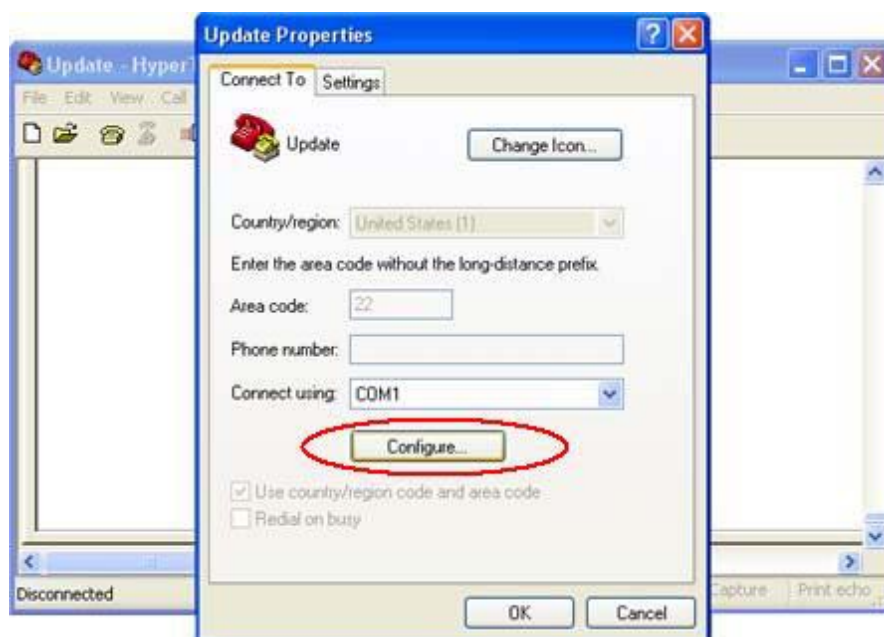 Update Properties
Update - Hyper
File Edit View Call
Connect To
Settings
Update
Change Icon...
Country/region:
United States (1)
Enter the area code without the long-distance prefix.
Area code:
22
Phone number:
Connect using:
COM1
Configure...
Use country/region code and area code
Redial on busy
Disconnected
Capture
Print echo
OK
Cancel